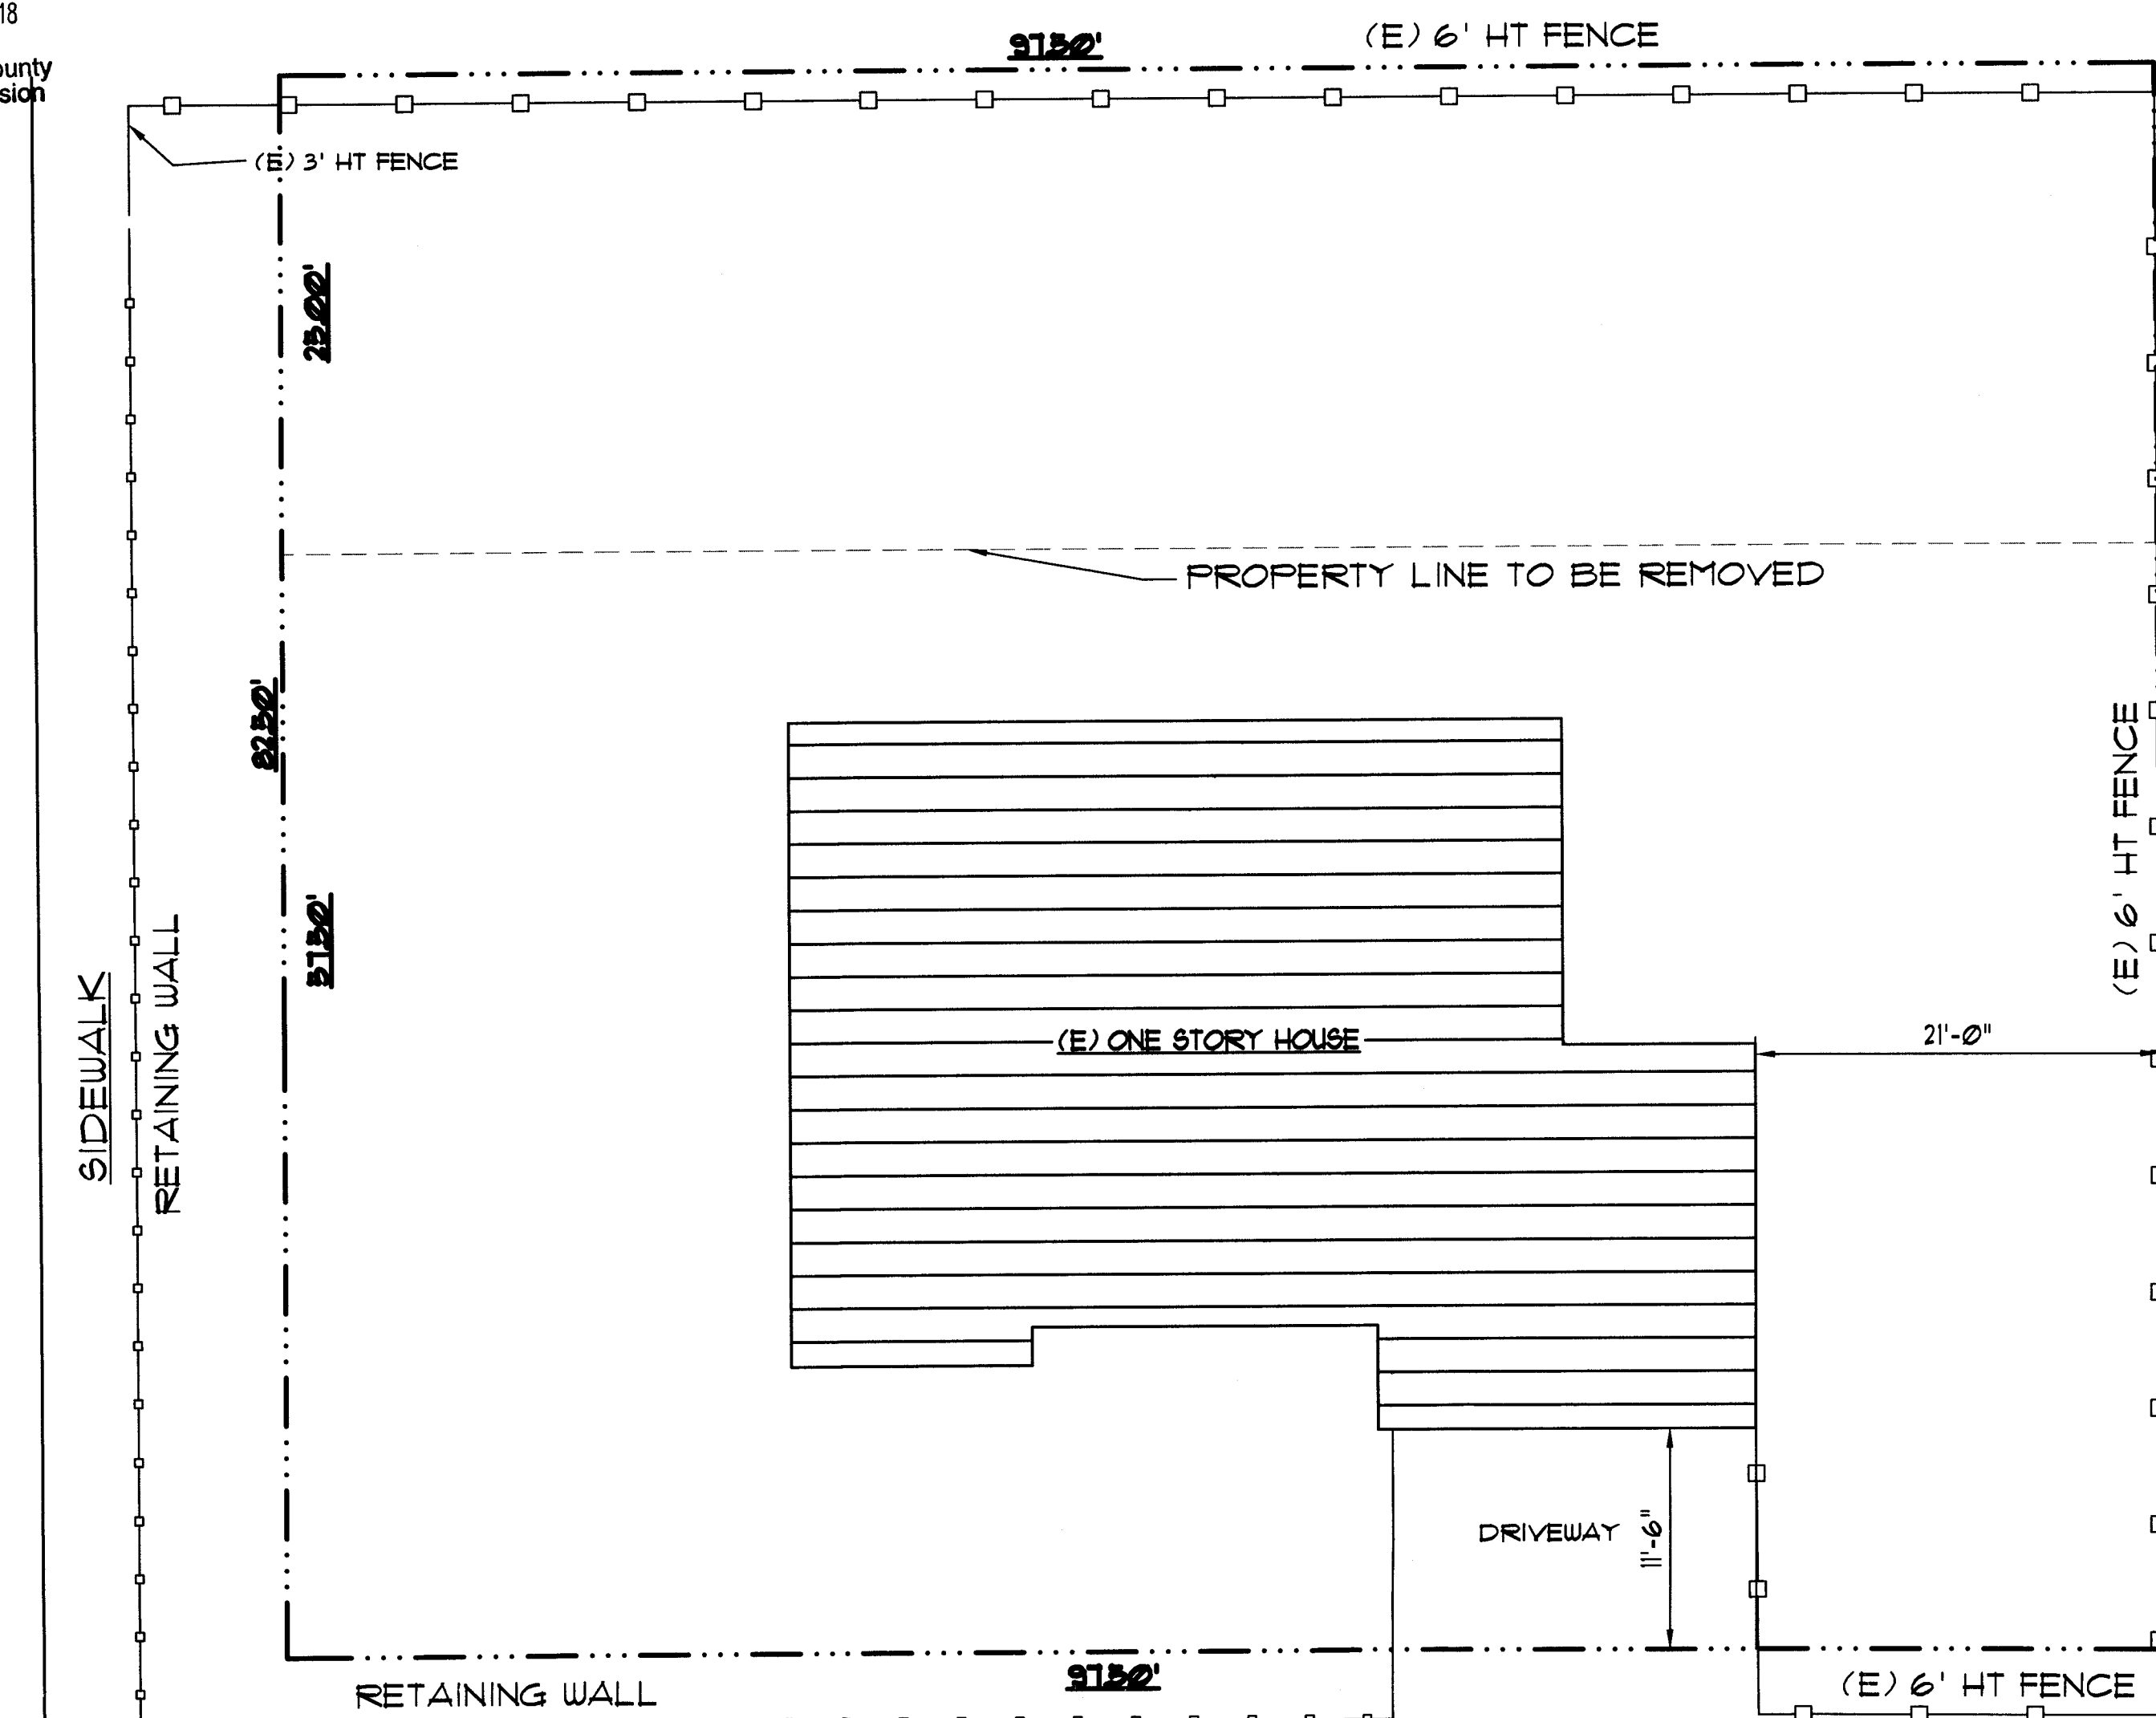 18
ounty
sion
97.50'
(E) 6' HT FENCE
(E) 3' HT FENCE
25.00'
PROPERTY LINE TO BE REMOVED
82.50'
57.50'
SIDEWALK
RETAINING WALL
(E) ONE STORY HOUSE
21'-0"
(E) 6' HT FENCE
DRIVEWAY
11'-6"
97.50'
RETAINING WALL
(E) 6' HT FENCE